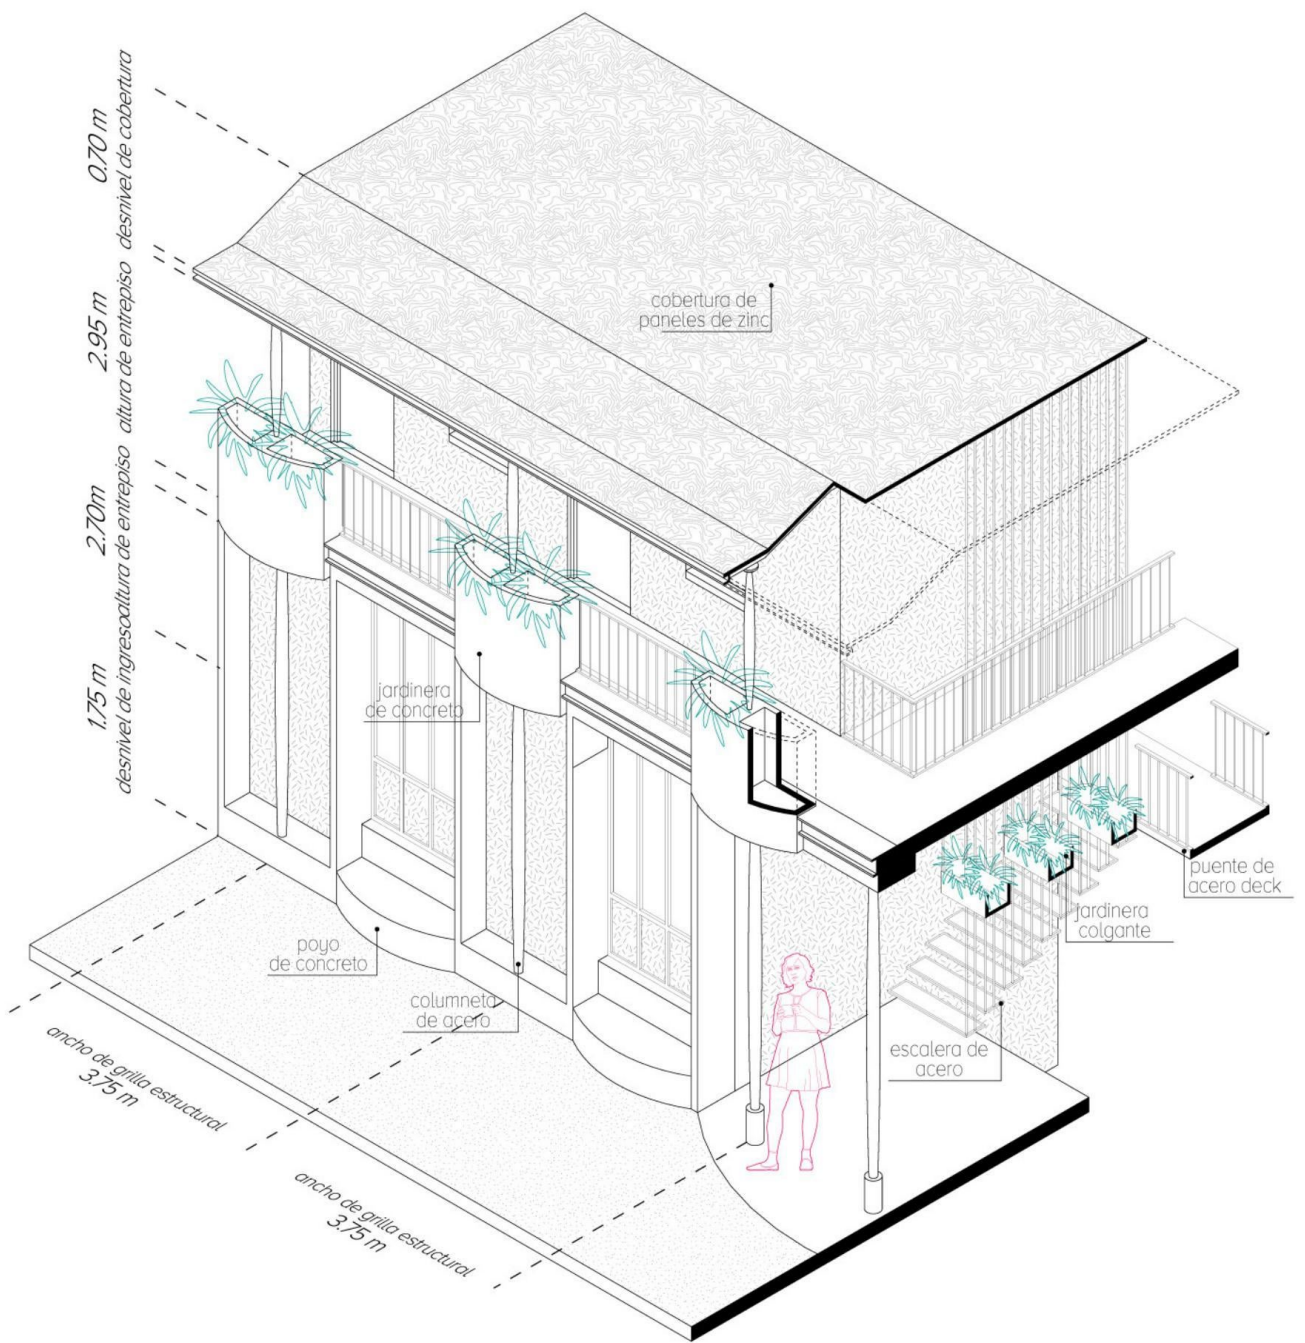 0.70 m
desnivel de cobertura
2.95 m
altura de entrepiso
2.70m
altura de entrepiso
1.75 m
desnivel de ingreso
cobertura de
paneles de zinc
jardinera
de concreto
poyo
de concreto
columneta
de acero
puente de
acero deck
jardinera
colgante
escalera de
acero
ancho de grilla estructural
3.75 m
ancho de grilla estructural
3.75 m